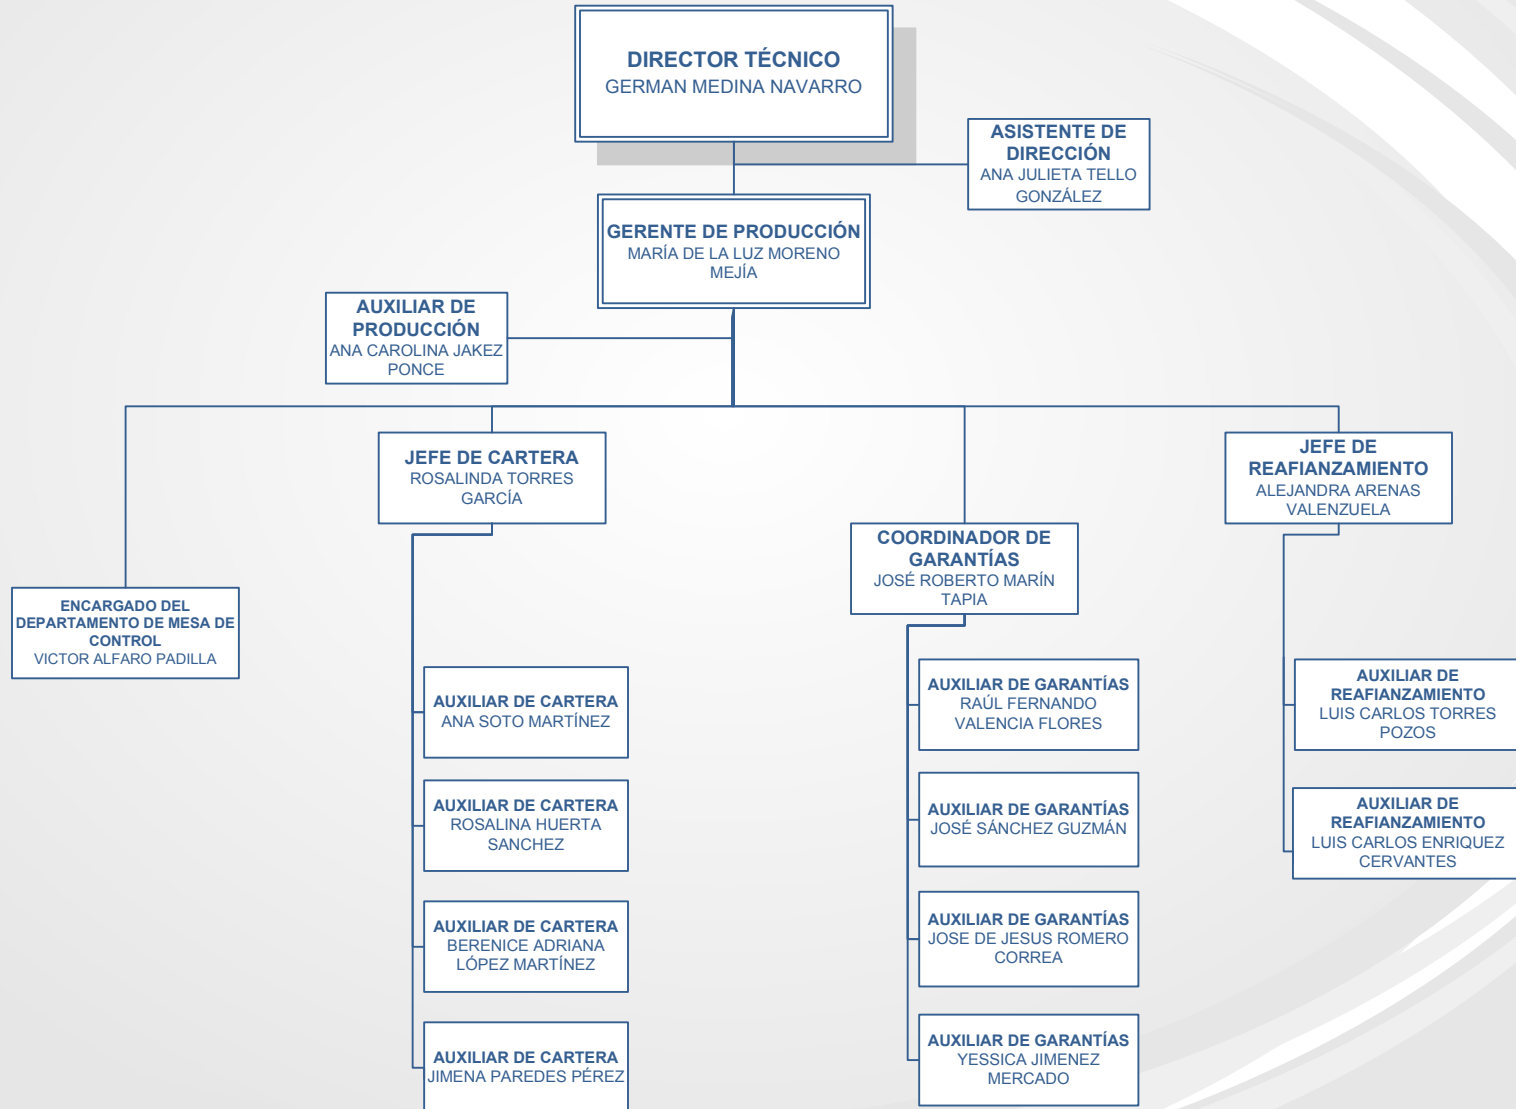 DIRECTOR TÉCNICO
GERMAN MEDINA NAVARRO
ASISTENTE DE
DIRECCIÓN
ANA JULIETA TELLO
GONZÁLEZ
GERENTE DE PRODUCCIÓN
MARÍA DE LA LUZ MORENO
MEJÍA
AUXILIAR DE
PRODUCCIÓN
ANA CAROLINA JAKEZ
PONCE
JEFE DE CARTERA
ROSALINDA TORRES
GARCÍA
JEFE DE
REAFIANZAMIENTO
ALEJANDRA ARENAS
VALENZUELA
COORDINADOR DE
GARANTÍAS
JOSÉ ROBERTO MARÍN
TAPIA
ENCARGADO DEL
DEPARTAMENTO DE MESA DE
CONTROL
VICTOR ALFARO PADILLA
AUXILIAR DE CARTERA
ANA SOTO MARTÍNEZ
AUXILIAR DE CARTERA
ROSALINA HUERTA
SANCHEZ
AUXILIAR DE CARTERA
BERENICE ADRIANA
LÓPEZ MARTÍNEZ
AUXILIAR DE CARTERA
JIMENA PAREDES PÉREZ
AUXILIAR DE GARANTÍAS
RAÚL FERNANDO
VALENCIA FLORES
AUXILIAR DE GARANTÍAS
JOSÉ SÁNCHEZ GUZMÁN
AUXILIAR DE GARANTÍAS
JOSE DE JESUS ROMERO
CORREA
AUXILIAR DE GARANTÍAS
YESSICA JIMENEZ
MERCADO
AUXILIAR DE
REAFIANZAMIENTO
LUIS CARLOS TORRES
POZOS
AUXILIAR DE
REAFIANZAMIENTO
LUIS CARLOS ENRIQUEZ
CERVANTES